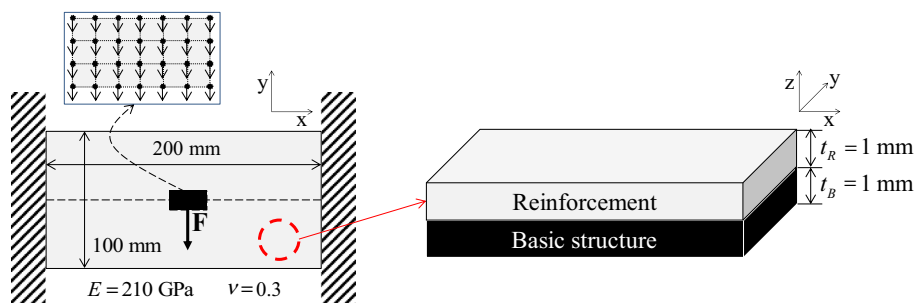 y
x
200 mm
F
100 mm
E = 210 GPa ν = 0.3
z
y
x
t_R = 1 mm
t_B = 1 mm
Reinforcement
Basic structure